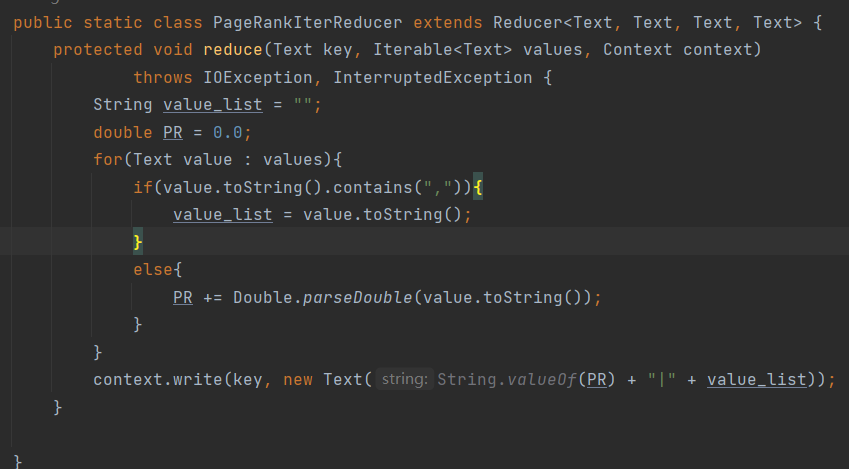 public static class PageRankIterReducer extends Reducer<Text, Text, Text, Text> {
    protected void reduce(Text key, Iterable<Text> values, Context context)
            throws IOException, InterruptedException {
        String value_list = "";
        double PR = 0.0;
        for(Text value : values){
            if(value.toString().contains(",")){
                value_list = value.toString();
            }
            else{
                PR += Double.parseDouble(value.toString());
            }
        }
        context.write(key, new Text( string: String.valueOf(PR) + "|" + value_list));
    }
}